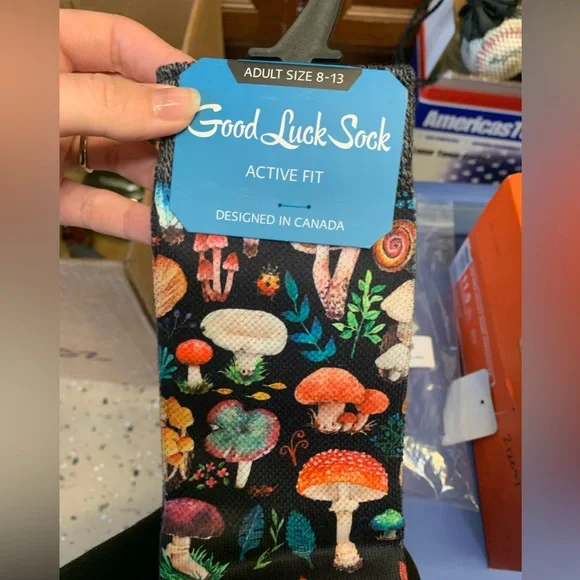 ADULT SIZE 8-13
Good Luck Sock
ACTIVE FIT
DESIGNED IN CANADA